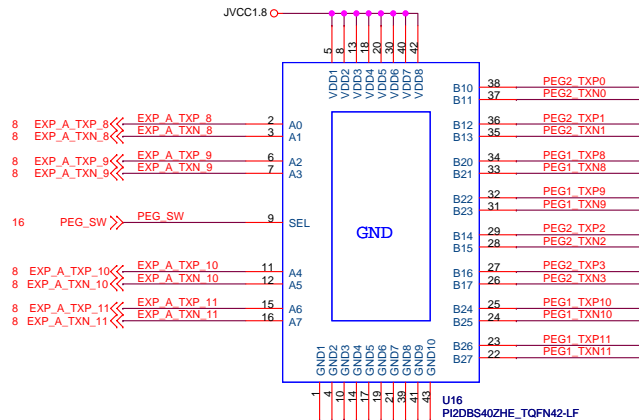 JVCC1.8
5 8 13 18 20 30 40 42
VDD1 VDD2 VDD3 VDD4 VDD5 VDD6 VDD7 VDD8
B10 38 PEG2_TXP0
B11 37 PEG2_TXN0
8 EXP_A_TXP_8 EXP_A_TXP_8 2 A0
8 EXP_A_TXN_8 EXP_A_TXN_8 3 A1
B12 36 PEG2_TXP1
B13 35 PEG2_TXN1
8 EXP_A_TXP_9 EXP_A_TXP_9 6 A2
8 EXP_A_TXN_9 EXP_A_TXN_9 7 A3
B20 34 PEG1_TXP8
B21 33 PEG1_TXN8
B22 32 PEG1_TXP9
B23 31 PEG1_TXN9
16 PEG_SW PEG_SW 9 SEL
GND
B14 29 PEG2_TXP2
B15 28 PEG2_TXN2
8 EXP_A_TXP_10 EXP_A_TXP_10 11 A4
8 EXP_A_TXN_10 EXP_A_TXN_10 12 A5
B16 27 PEG2_TXP3
B17 26 PEG2_TXN3
8 EXP_A_TXP_11 EXP_A_TXP_11 15 A6
8 EXP_A_TXN_11 EXP_A_TXN_11 16 A7
B24 25 PEG1_TXP10
B25 24 PEG1_TXN10
B26 23 PEG1_TXP11
B27 22 PEG1_TXN11
GND1 GND2 GND3 GND4 GND5 GND6 GND7 GND8 GND9 GND10
1 4 10 14 17 19 21 39 41 43
U16
PI2DBS40ZHE_TQFN42-LF